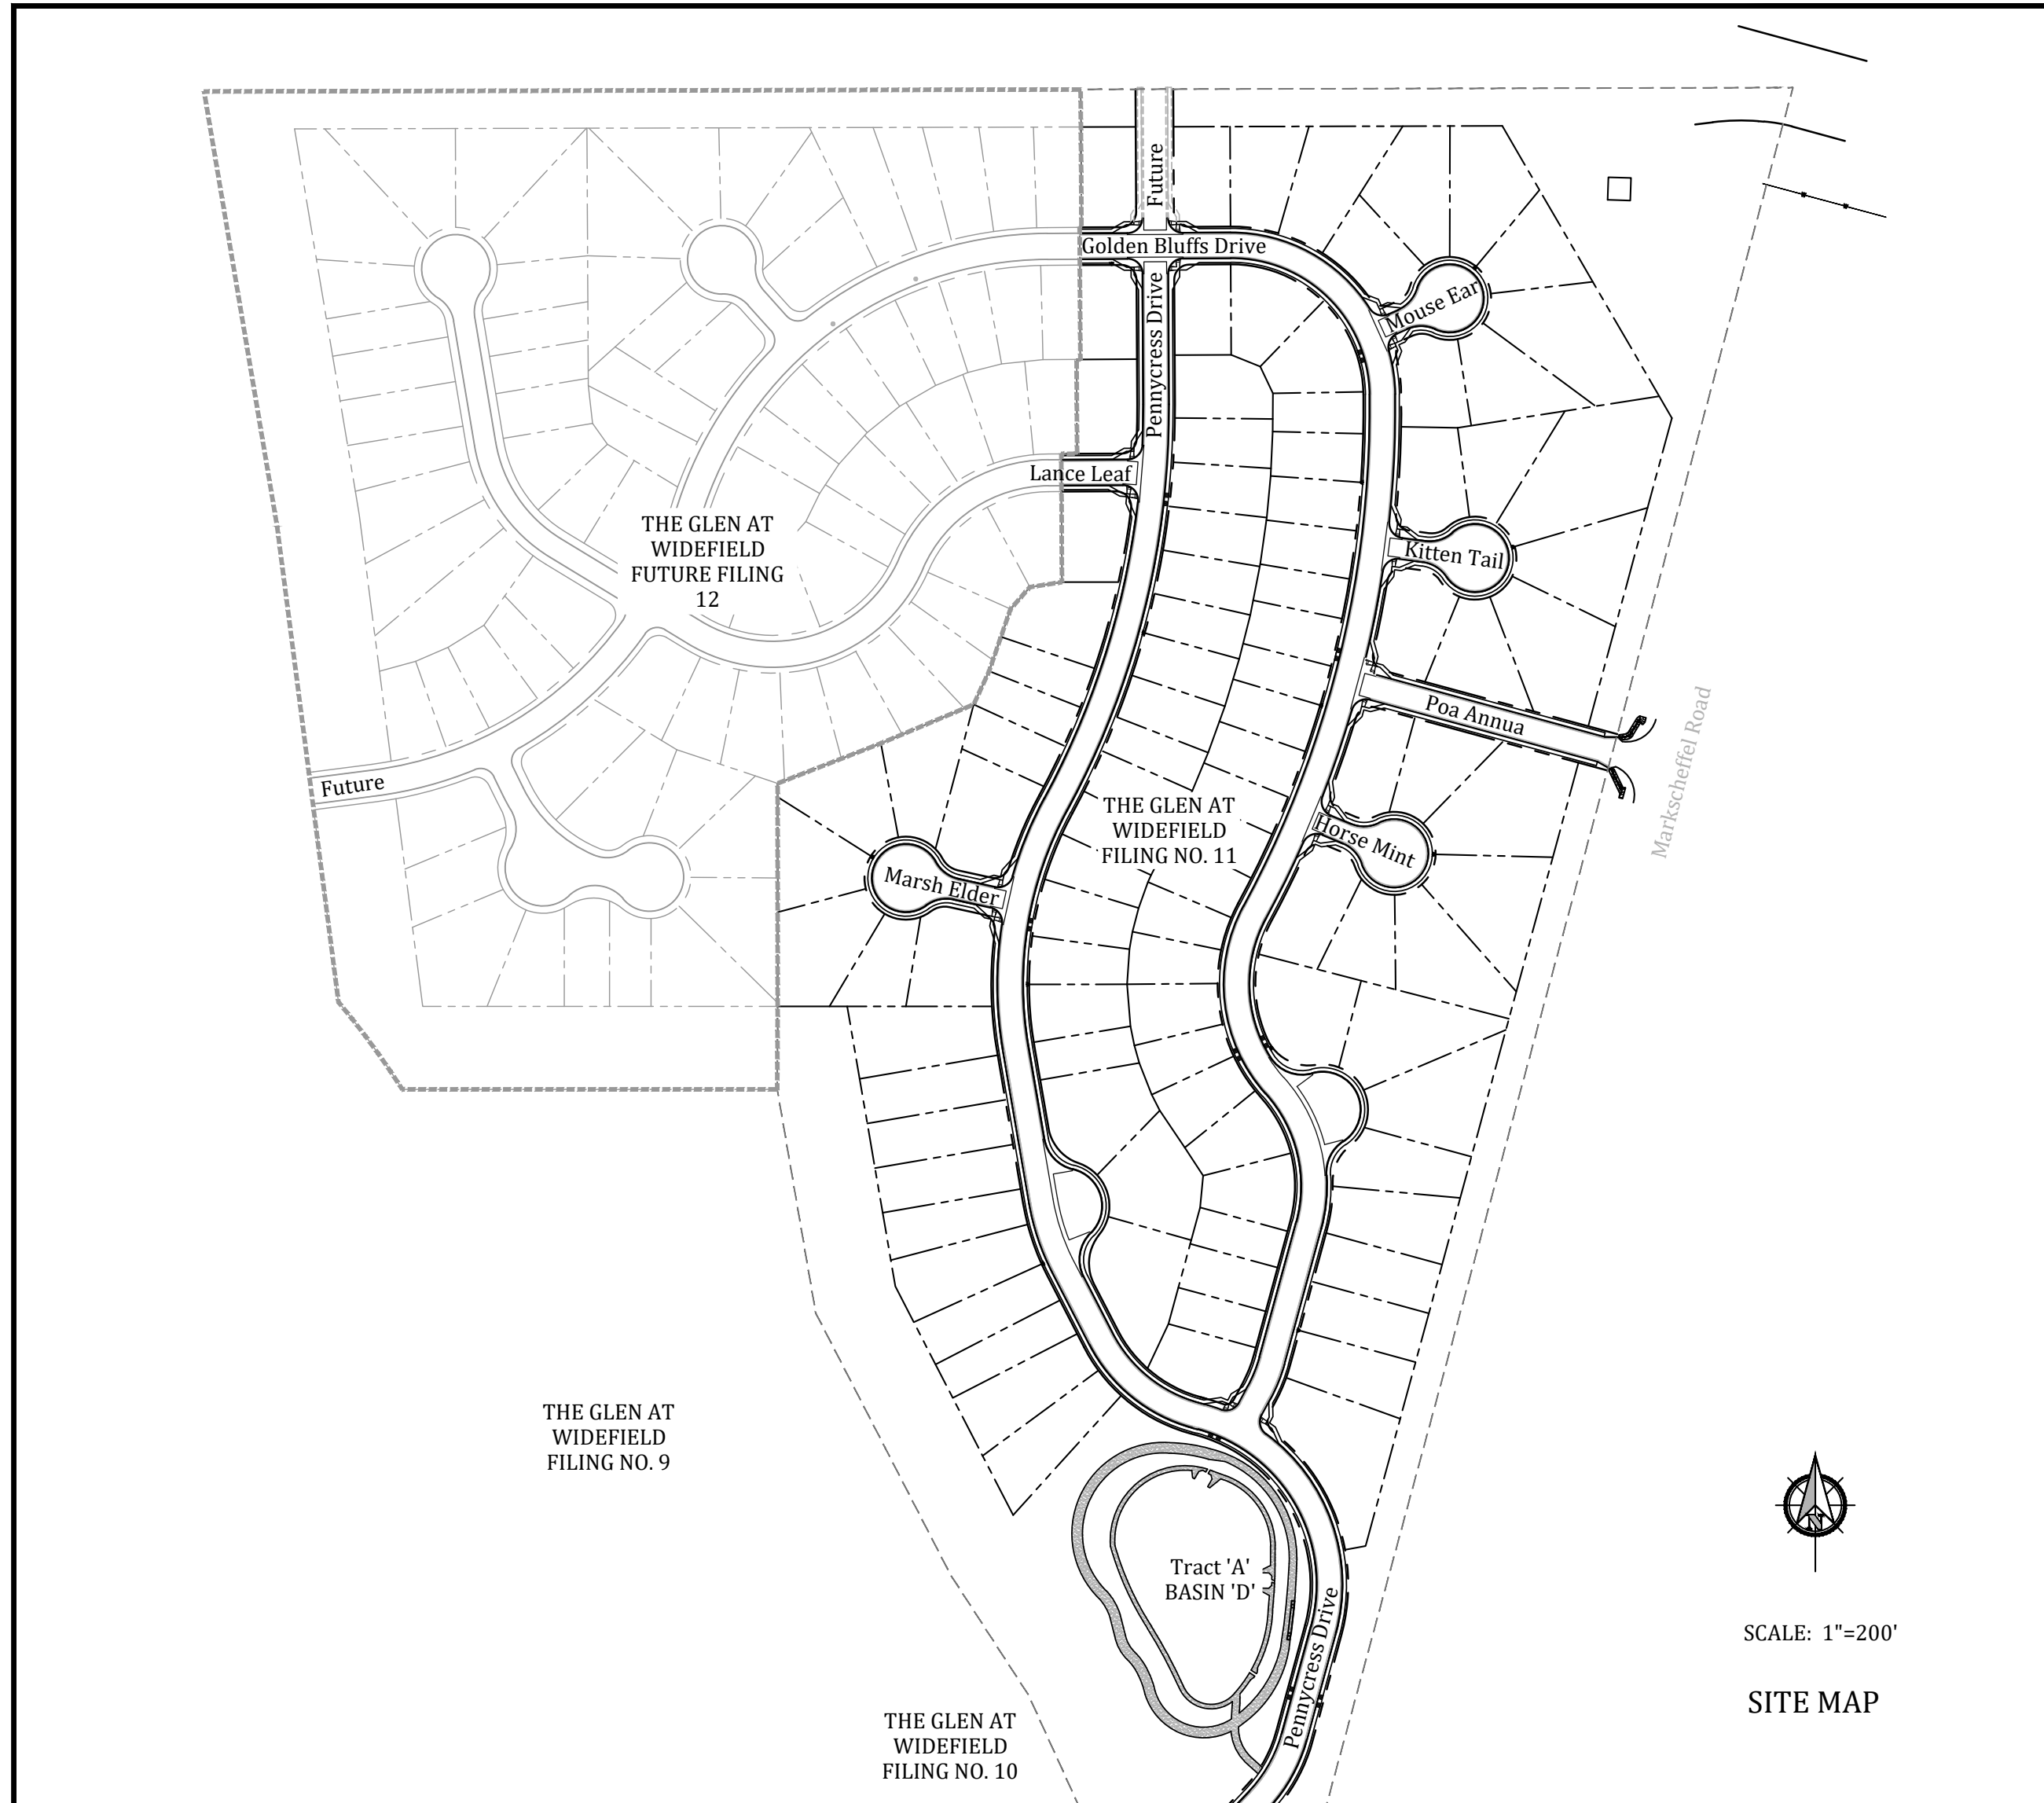 Future
Golden Bluffs Drive
Mouse Ear
Pennycress Drive
Lance Leaf
THE GLEN AT
WIDEFIELD
FUTURE FILING
12
Kitten Tail
Poa Annua
Markscheffel Road
Future
THE GLEN AT
WIDEFIELD
FILING NO. 11
Horse Mint
Marsh Elder
THE GLEN AT
WIDEFIELD
FILING NO. 9
N
Tract 'A'
BASIN 'D'
Pennycress Drive
SCALE: 1"=200'
SITE MAP
THE GLEN AT
WIDEFIELD
FILING NO. 10